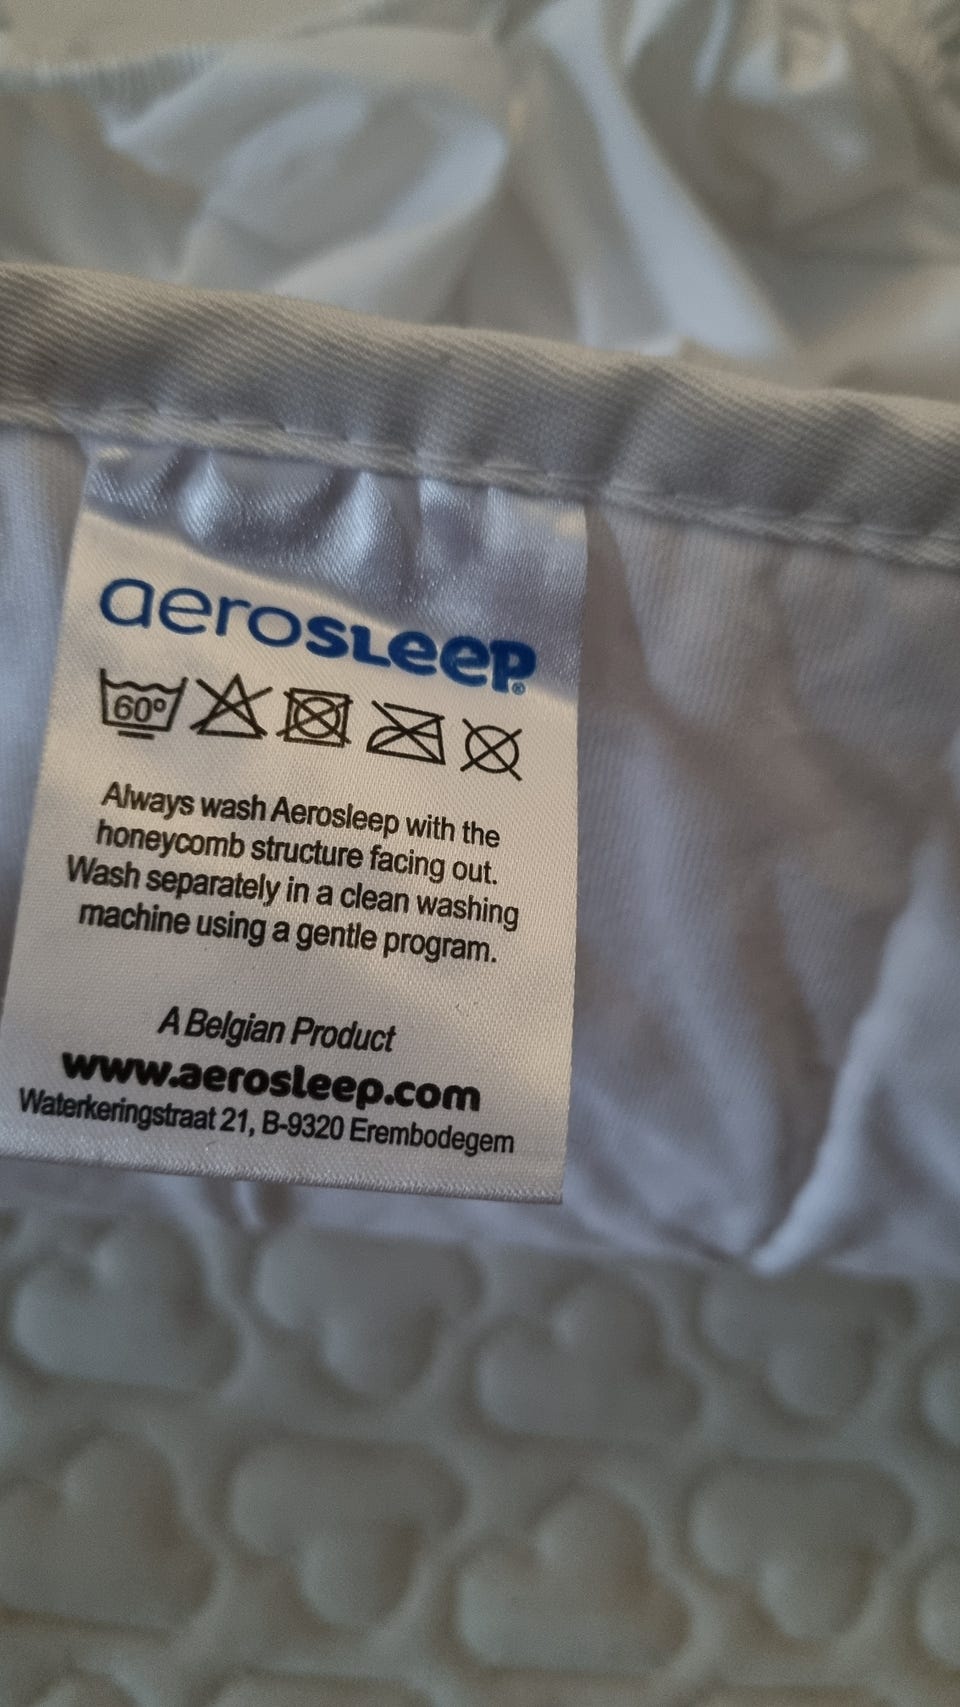 aerosleep®
60°
Always wash Aerosleep with the
honeycomb structure facing out.
Wash separately in a clean washing
machine using a gentle program.
A Belgian Product
www.aerosleep.com
Waterkeringstraat 21, B-9320 Erembodegem